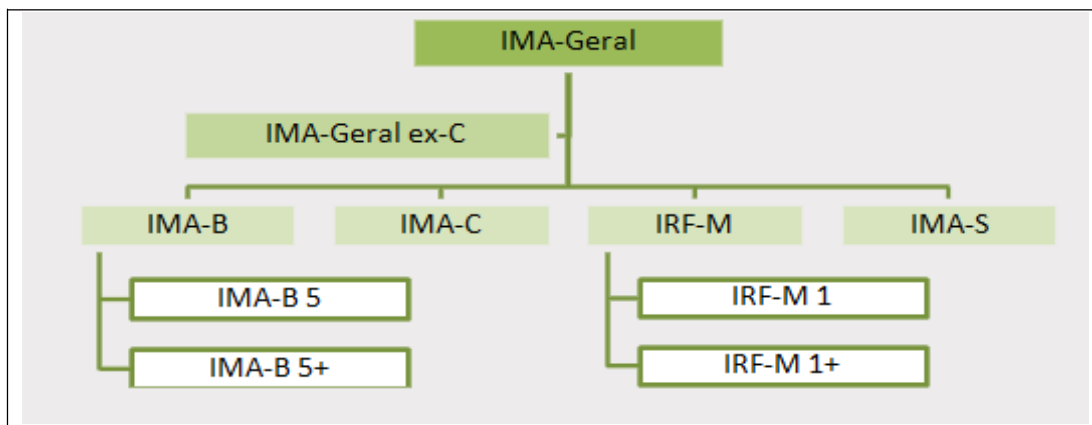 IMA-Geral
IMA-Geral ex-C
IMA-B
IMA-C
IRF-M
IMA-S
IMA-B 5
IRF-M 1
IMA-B 5+
IRF-M 1+